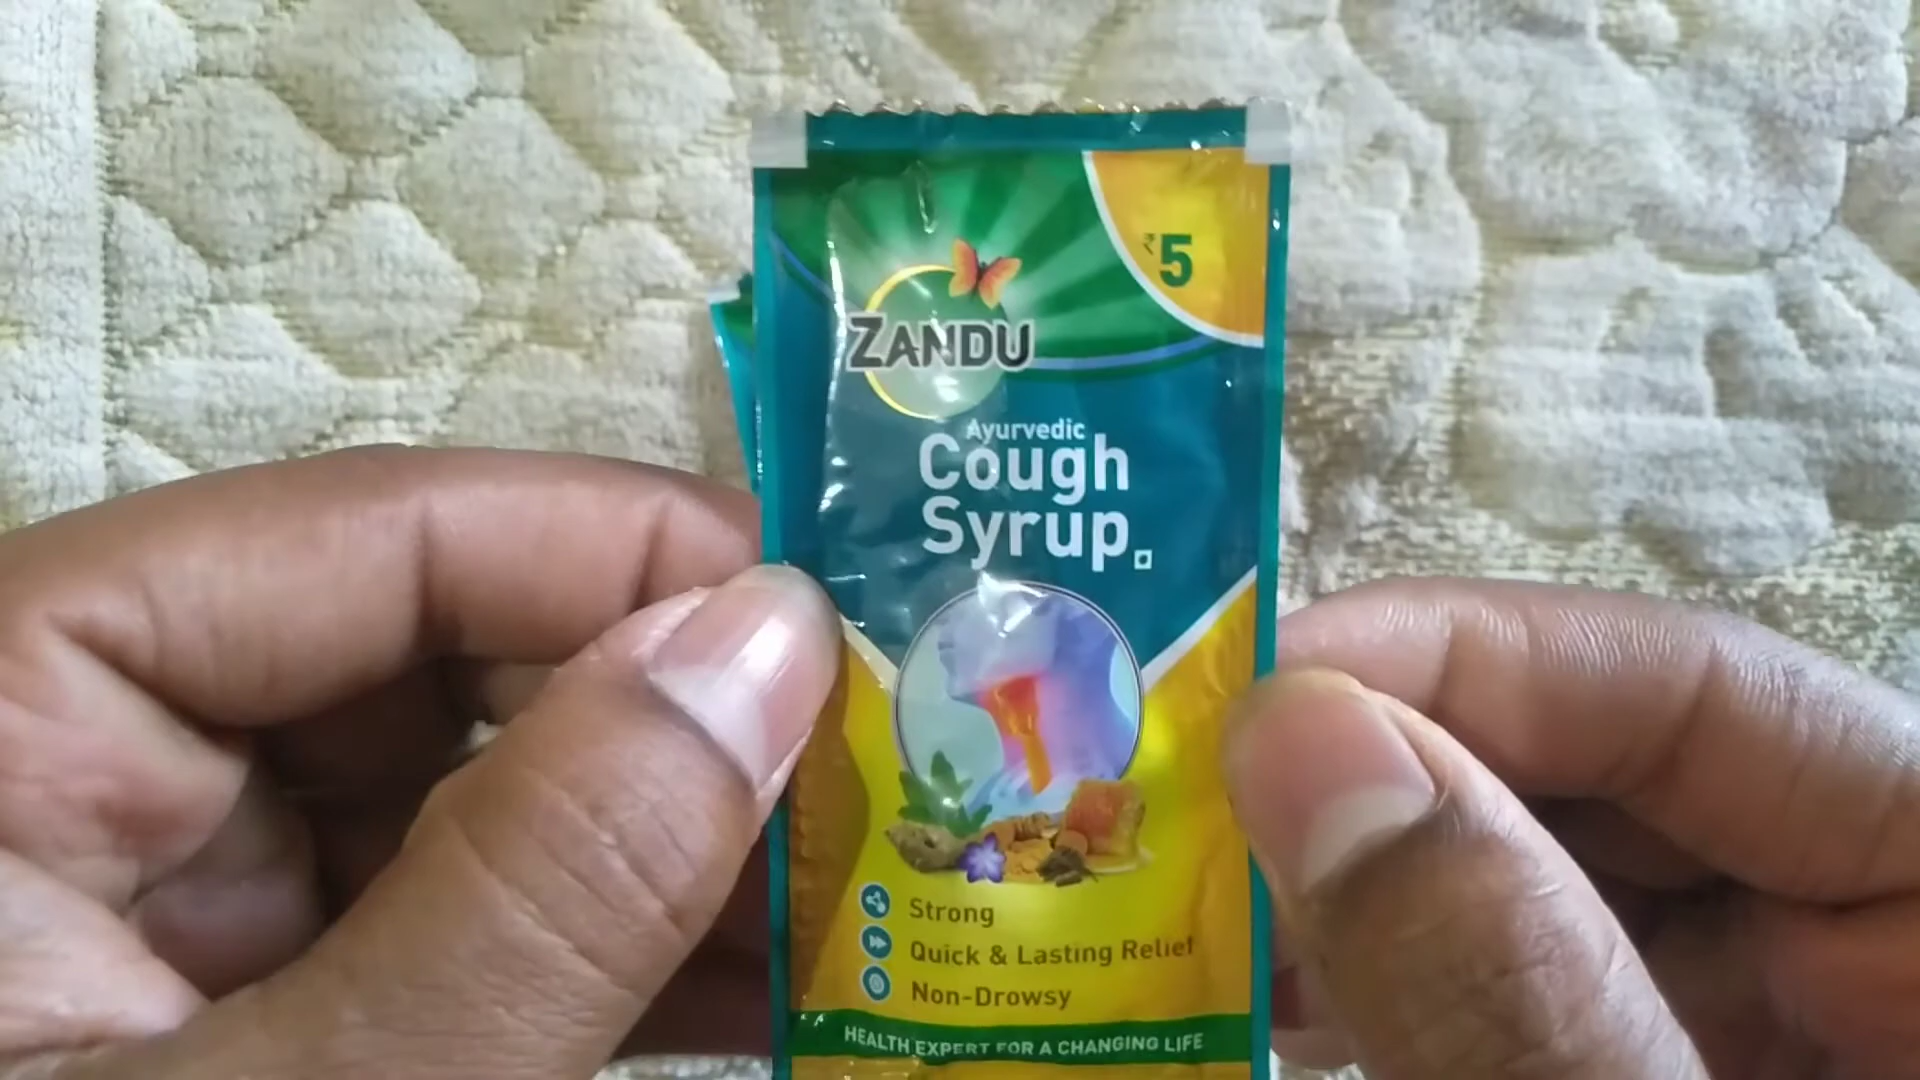 ₹5
ZANDU
Ayurvedic
Cough
Syrup
Strong
Quick & Lasting Relief
Non-Drowsy
HEALTH EXPERT FOR A CHANGING LIFE